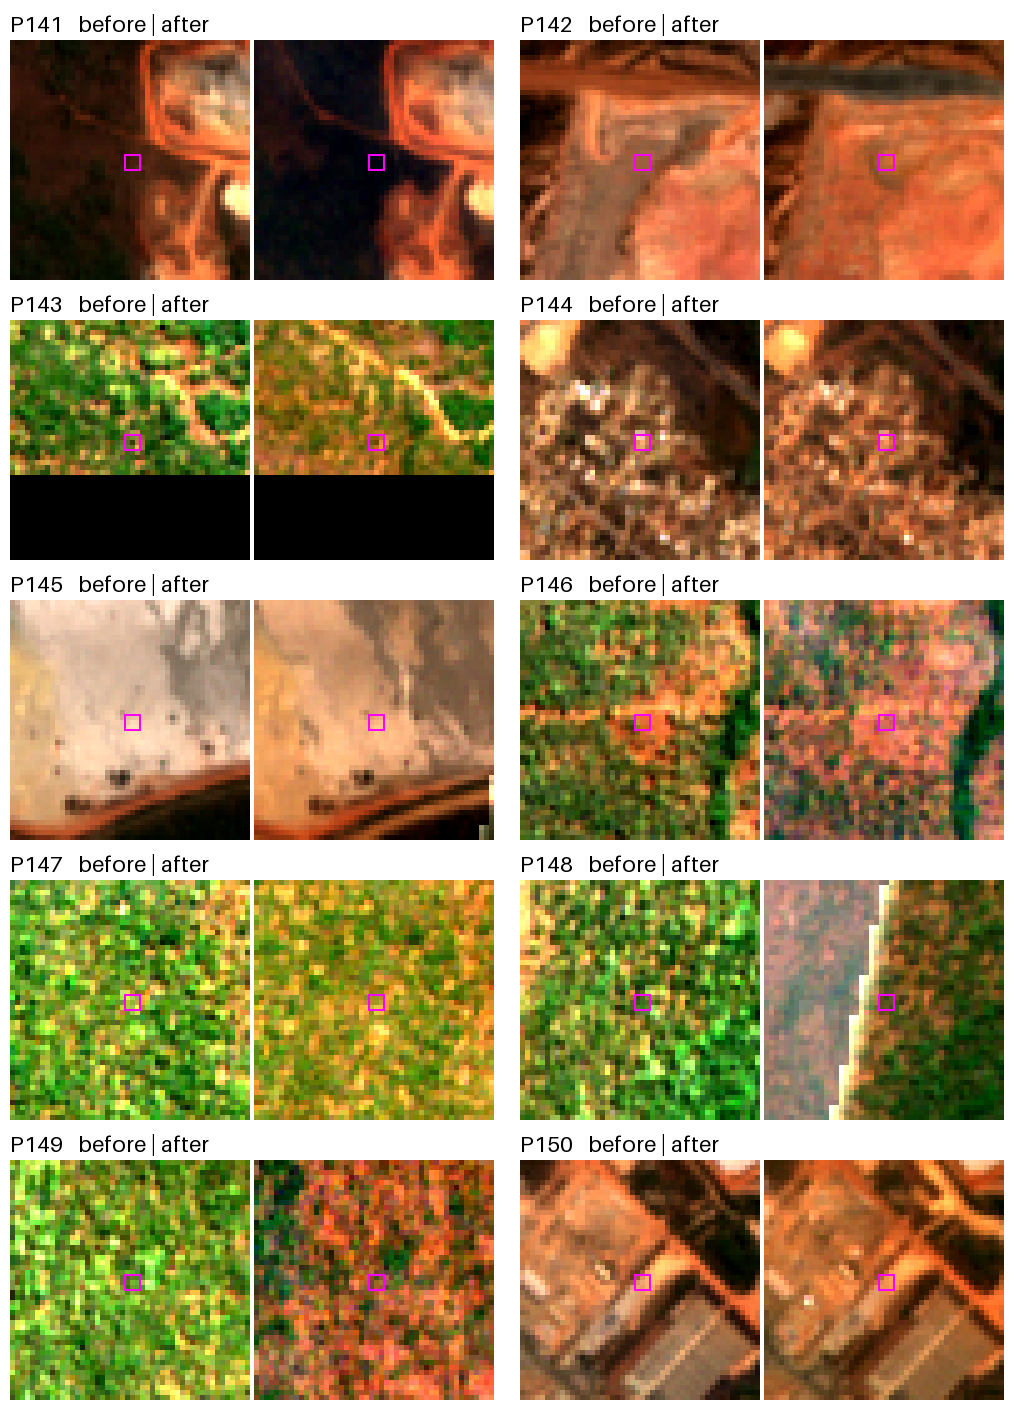 P141 before | after
P142 before | after
P143 before | after
P144 before | after
P145 before | after
P146 before | after
P147 before | after
P148 before | after
P149 before | after
P150 before | after